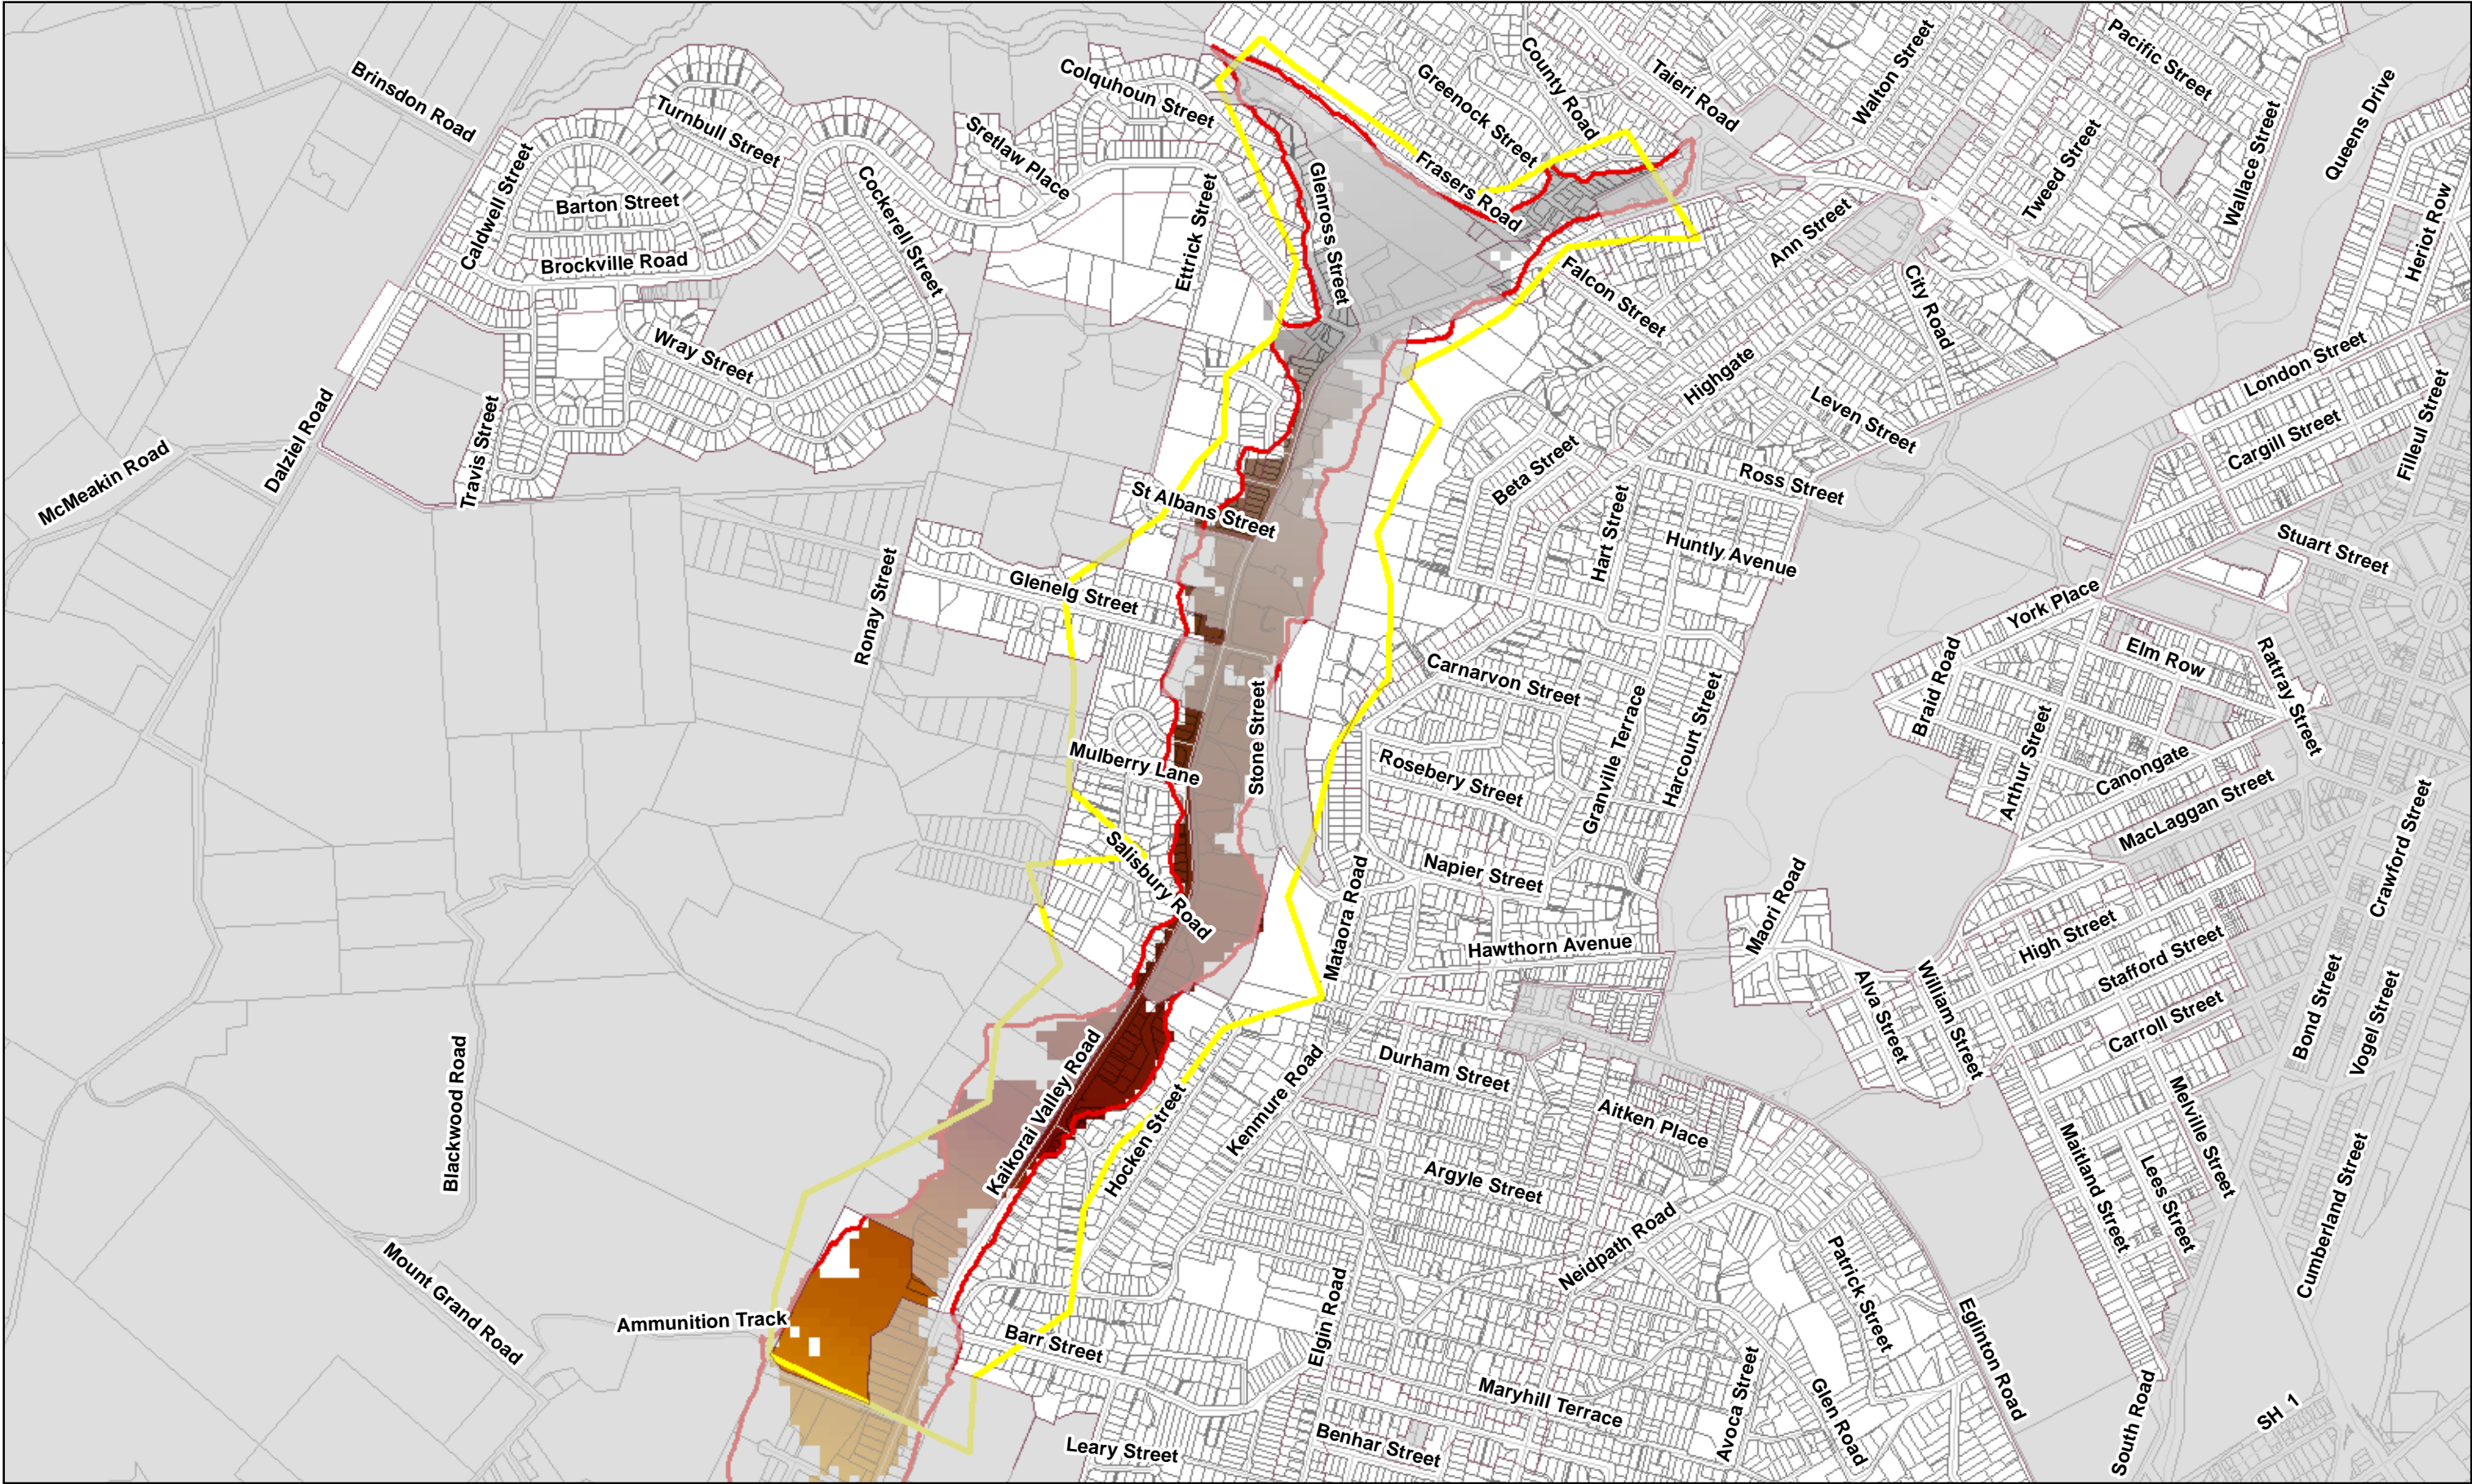 Brinsdon Road
Turnbull Street
Colquhoun Street
Sretlaw Place
Greenock Street
County Road
Taieri Road
Walton Street
Pacific Street
Queens Drive
Caldwell Street
Barton Street
Cockerell Street
Ettrick Street
Glenross Street
Frasers Road
Tweed Street
Wallace Street
Heriot Row
Brockville Road
Ann Street
Falcon Street
City Road
Wray Street
Highgate
London Street
Leven Street
Cargill Street
Filleul Street
McMeakin Road
Dalziel Road
Travis Street
St Albans Street
Beta Street
Ross Street
Hart Street
Huntly Avenue
Stuart Street
Ronay Street
Glenelg Street
York Place
Carnarvon Street
Braid Road
Elm Row
Rattray Street
Stone Street
Granville Terrace
Harcourt Street
Mulberry Lane
Rosebery Street
Arthur Street
Canongate
MacLaggan Street
Crawford Street
Salisbury Road
Napier Street
Mataora Road
Maori Road
Hawthorn Avenue
High Street
Stafford Street
Alva Street
William Street
Bond Street
Vogel Street
Carroll Street
Blackwood Road
Kaikorai Valley Road
Hocken Street
Kenmure Road
Durham Street
Aitken Place
Argyle Street
Maitland Street
Melville Street
Lees Street
Cumberland Street
Mount Grand Road
Neidpath Road
Patrick Street
Ammunition Track
Barr Street
Elgin Road
Eglinton Road
Maryhill Terrace
Avoca Street
Glen Road
South Road
SH 1
Leary Street
Benhar Street